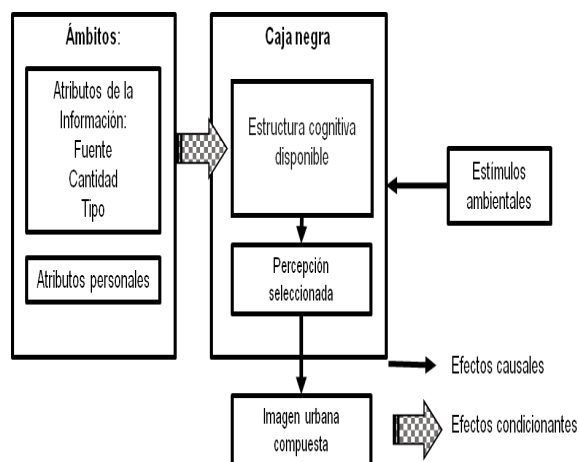 Ámbitos:
Atributos de la
Información:
Fuente
Cantidad
Tipo
Atributos personales
Caja negra
Estructura cognitiva
disponible
Percepción
seleccionada
Imagen urbana
compuesta
Estímulos
ambientales
Efectos causales
Efectos condicionantes